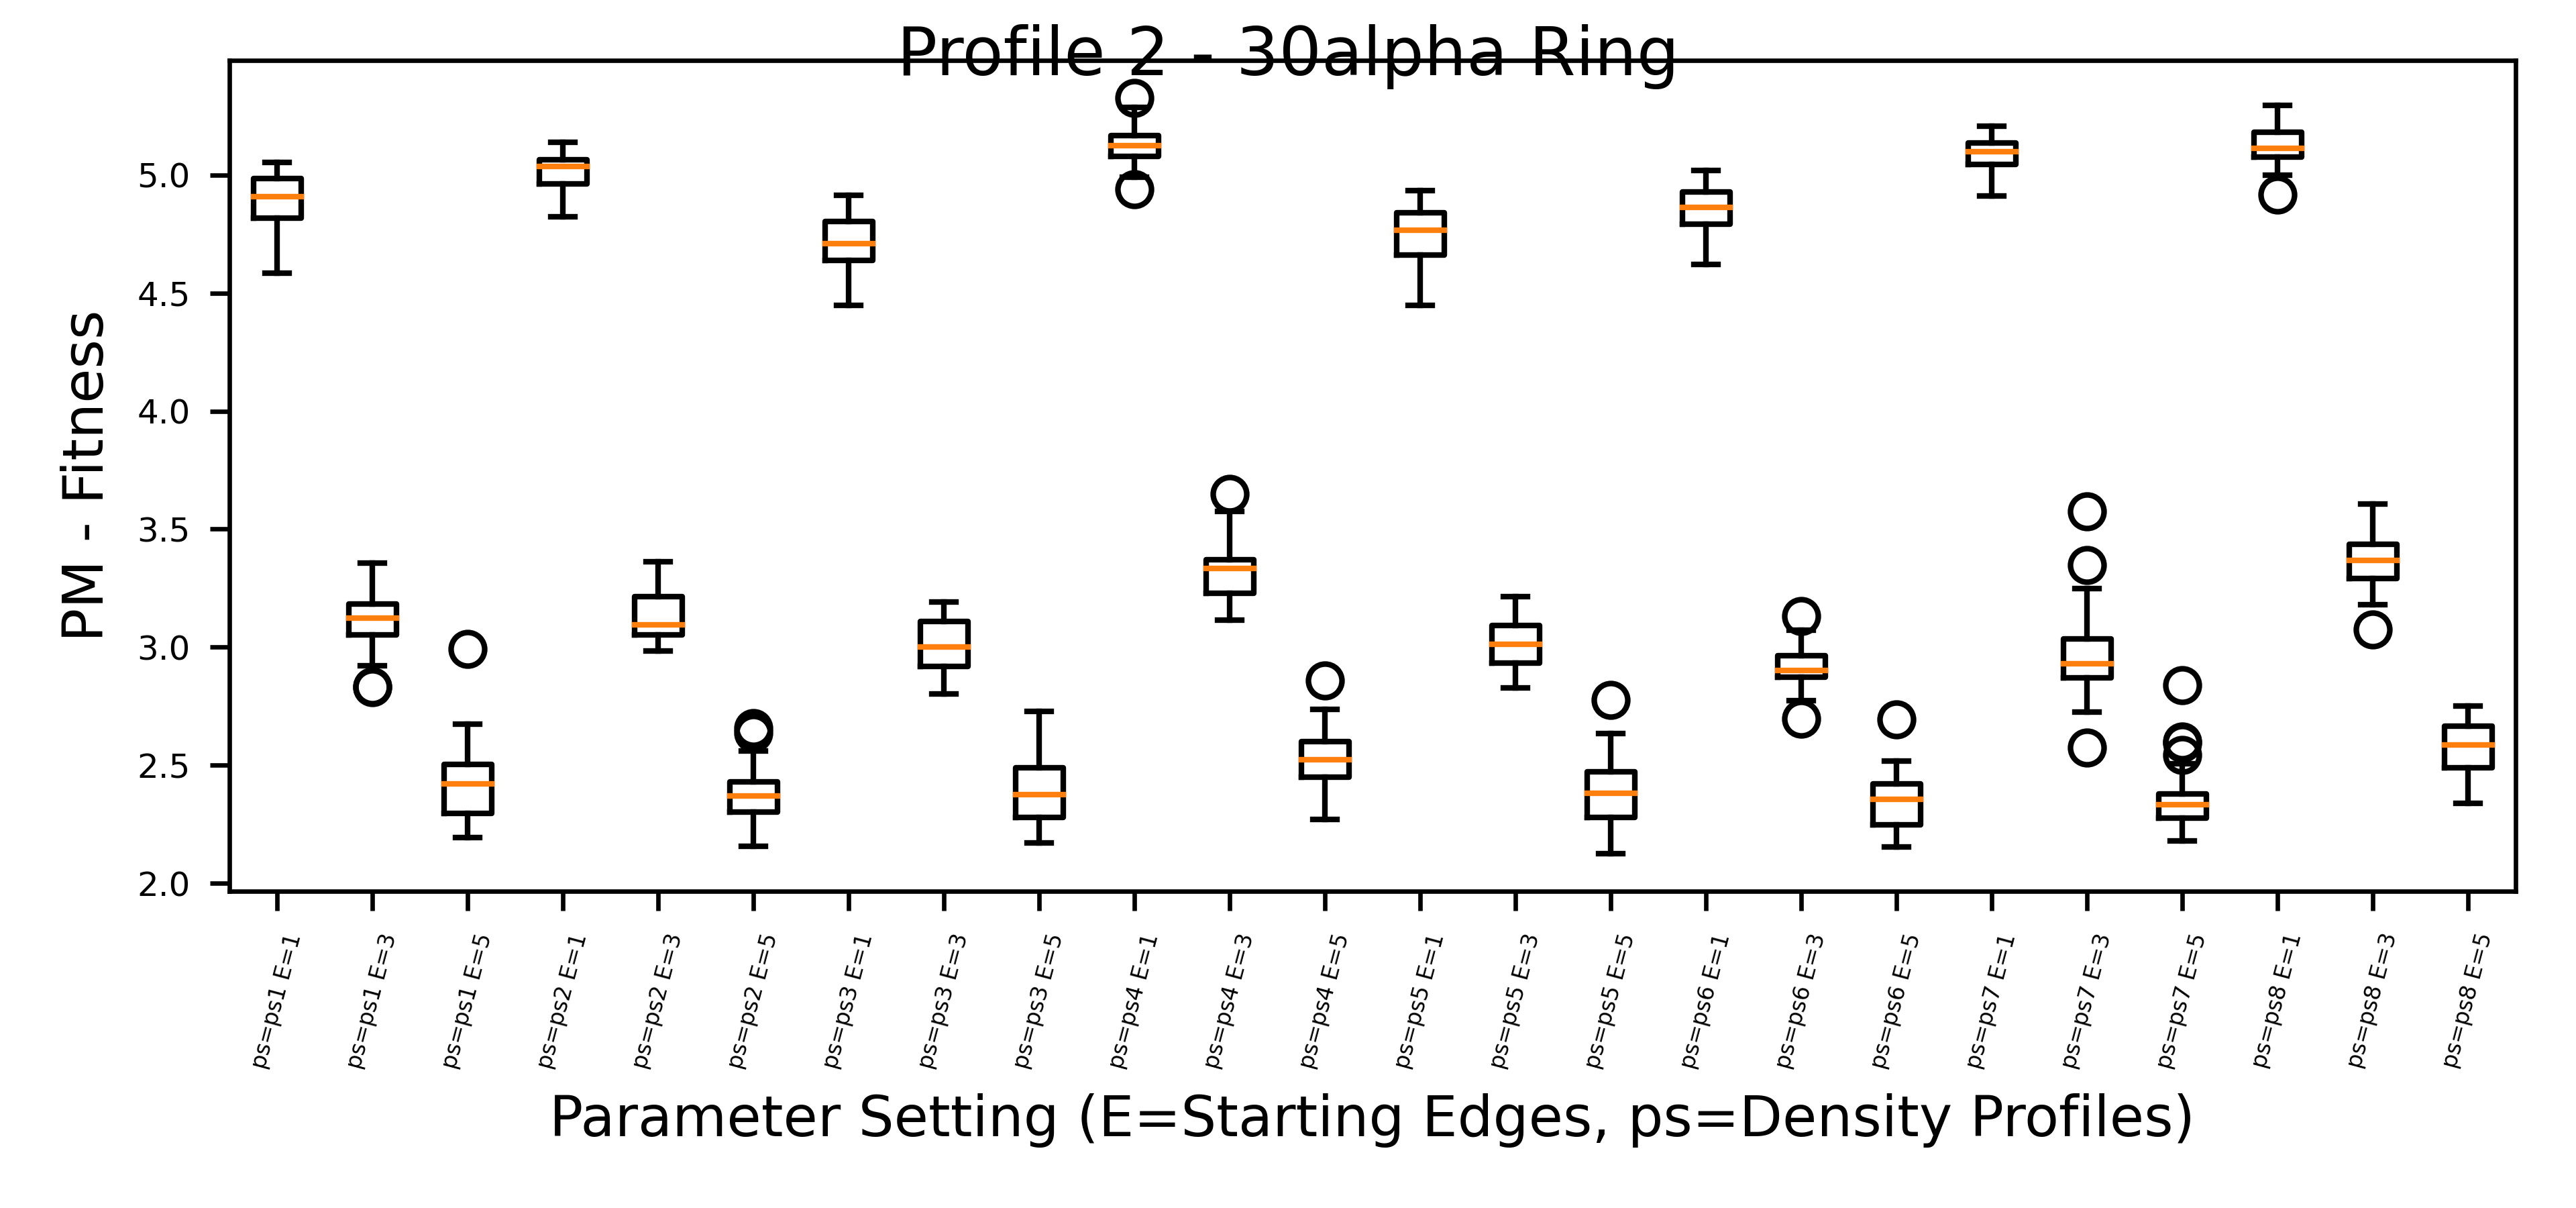 Profile 2 - 30alpha Ring
PM - Fitness
5.0
4.5
4.0
3.5
3.0
2.5
2.0
ps=ps1 E=1
ps=ps1 E=3
ps=ps1 E=5
ps=ps2 E=1
ps=ps2 E=3
ps=ps2 E=5
ps=ps3 E=1
ps=ps3 E=3
ps=ps3 E=5
ps=ps4 E=1
ps=ps4 E=3
ps=ps4 E=5
ps=ps5 E=1
ps=ps5 E=3
ps=ps5 E=5
ps=ps6 E=1
ps=ps6 E=3
ps=ps6 E=5
ps=ps7 E=1
ps=ps7 E=3
ps=ps7 E=5
ps=ps8 E=1
ps=ps8 E=3
ps=ps8 E=5
Parameter Setting (E=Starting Edges, ps=Density Profiles)